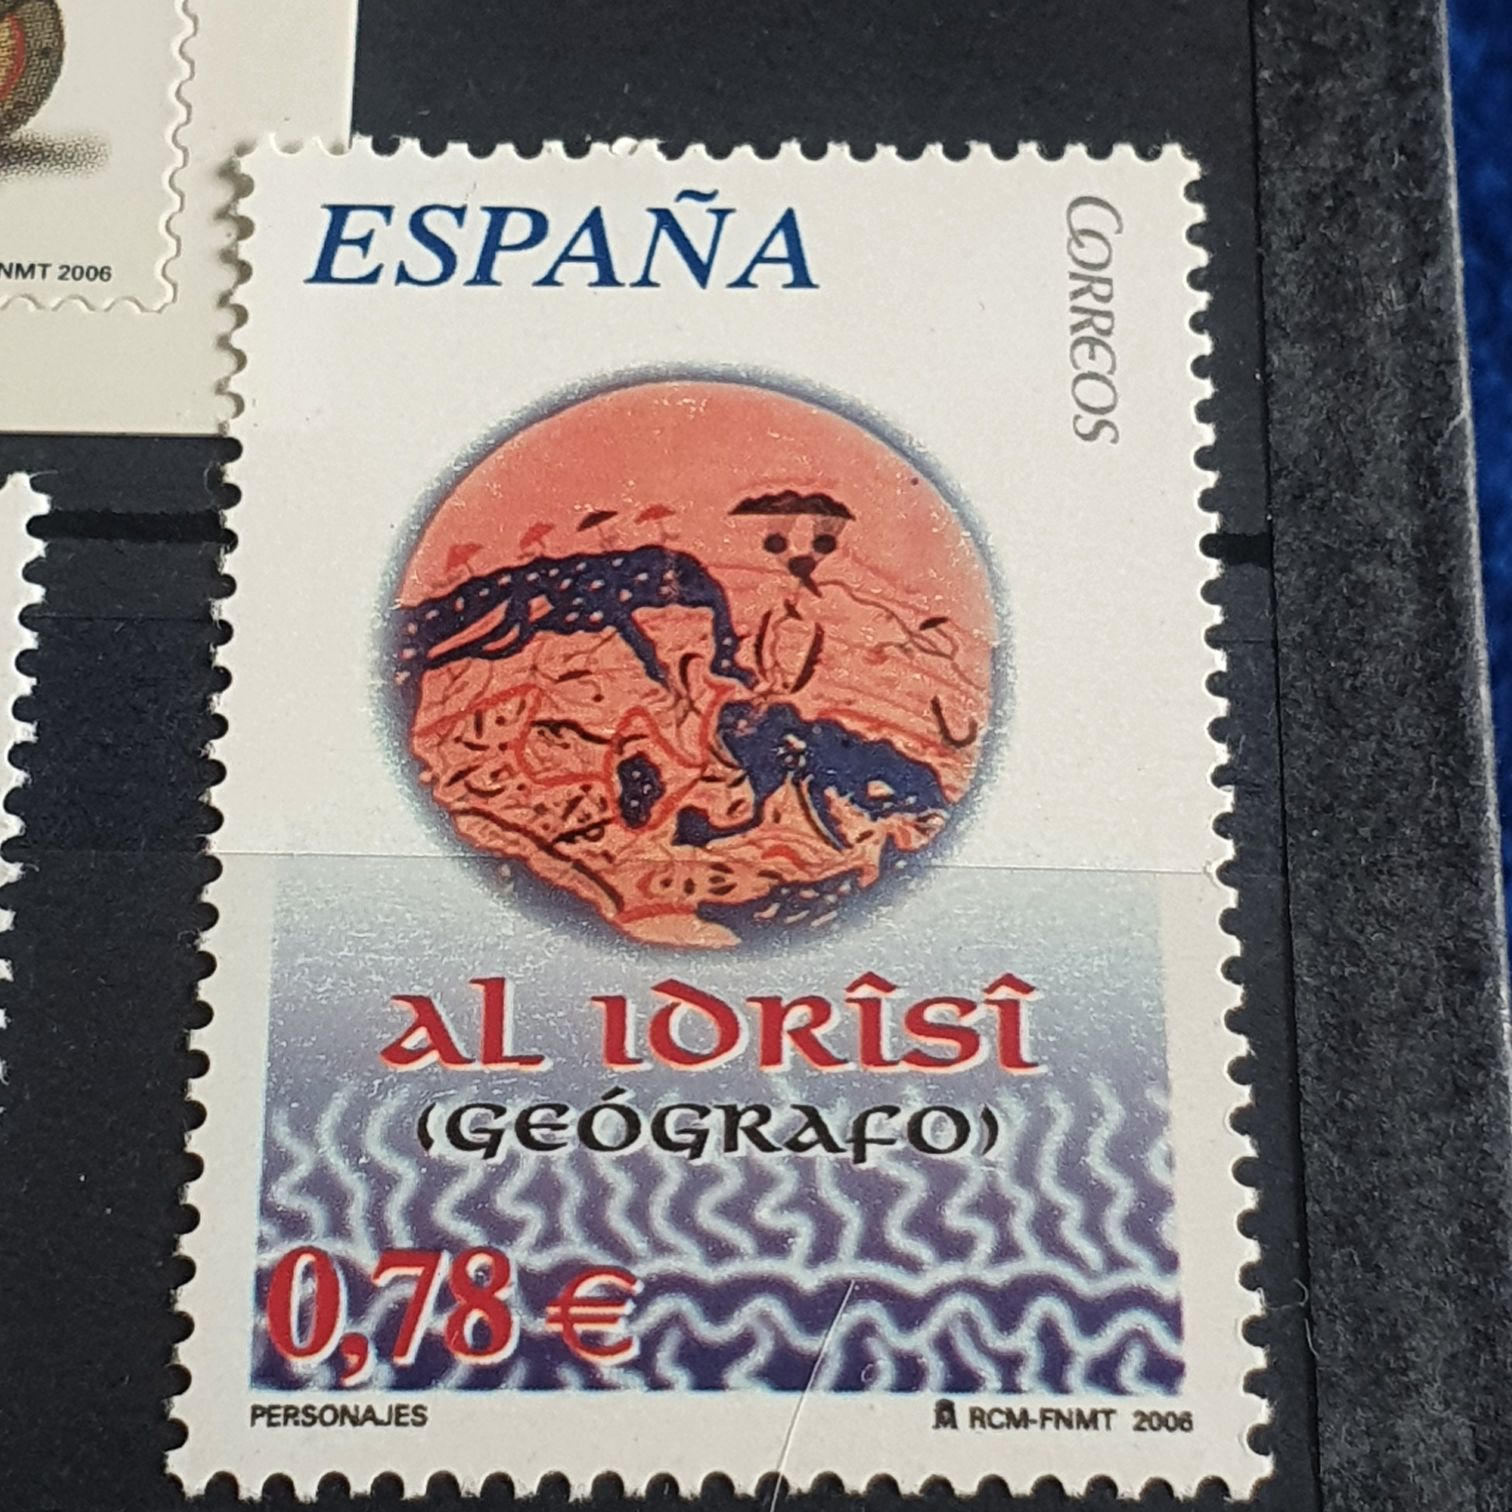 NMT 2006
ESPAÑA
CORREOS
AL IDRÎSÎ
(GEÓGRAFO)
0,78 €
PERSONAJES
RCM-FNMT 2006